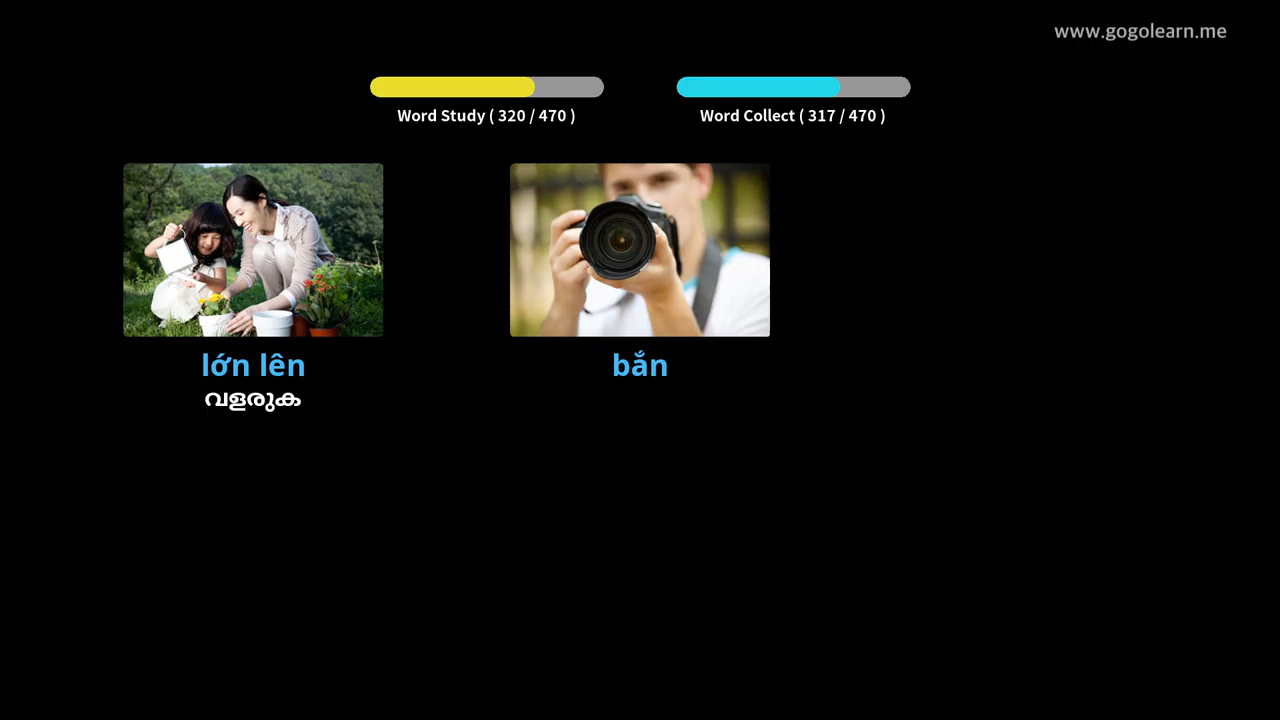 www.gogolearn.me
Word Study ( 320 / 470 )
Word Collect ( 317 / 470 )
lớn lên
വളരുക
bắn